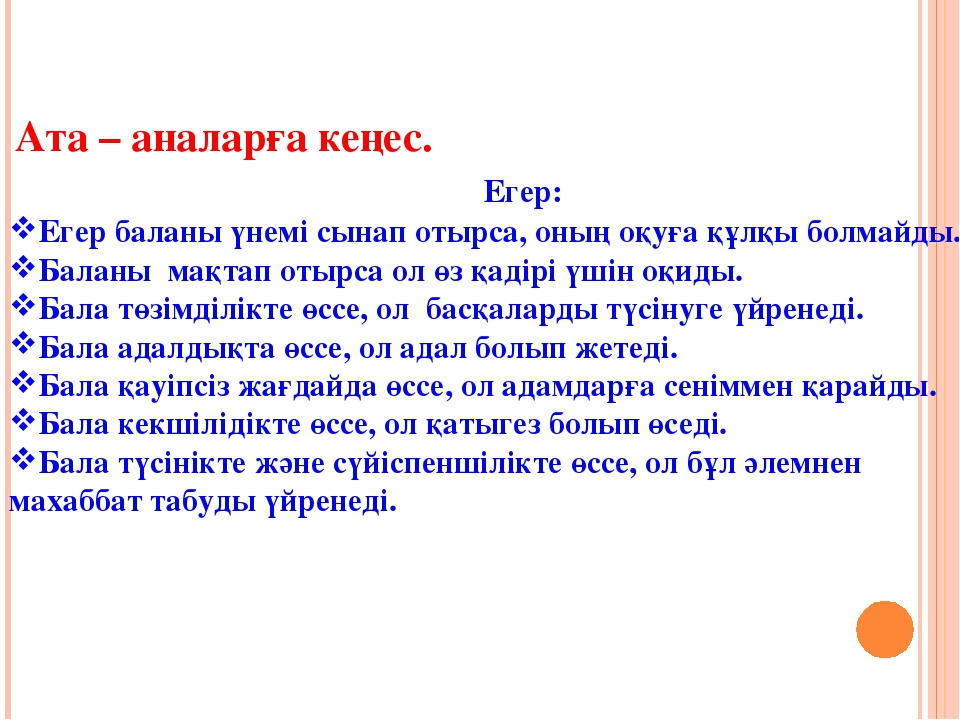 Ата – аналарға кеңес.
Егер:
❖Егер баланы үнемі сынап отырса, оның оқуға құлқы болмайды.
❖Баланы мақтап отырса ол өз қадірі үшін оқиды.
❖Бала төзімділікте өссе, ол басқаларды түсінуге үйренеді.
❖Бала адалдықта өссе, ол адал болып жетеді.
❖Бала қауіпсіз жағдайда өссе, ол адамдарға сеніммен қарайды.
❖Бала кекшілідікте өссе, ол қатыгез болып өседі.
❖Бала түсінікте және сүйіспеншілікте өссе, ол бұл әлемнен
махаббат табуды үйренеді.